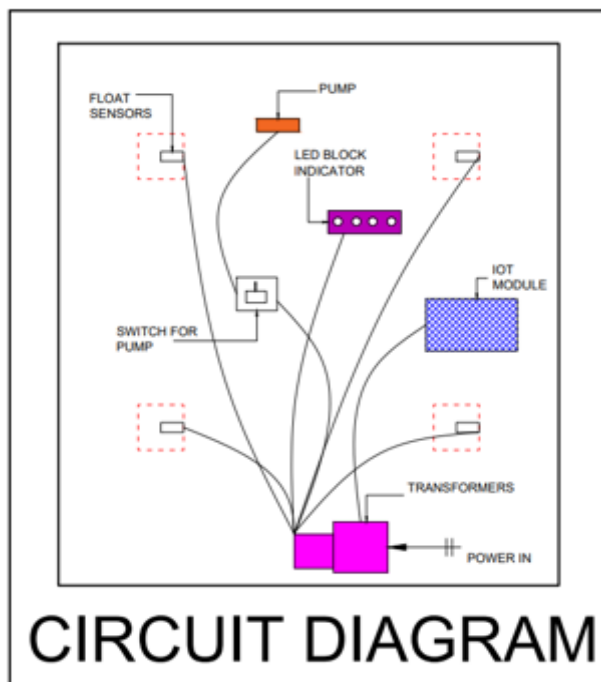 FLOAT
SENSORS
PUMP
LED BLOCK
INDICATOR
IOT
MODULE
SWITCH FOR
PUMP
TRANSFORMERS
POWER IN
CIRCUIT DIAGRAM